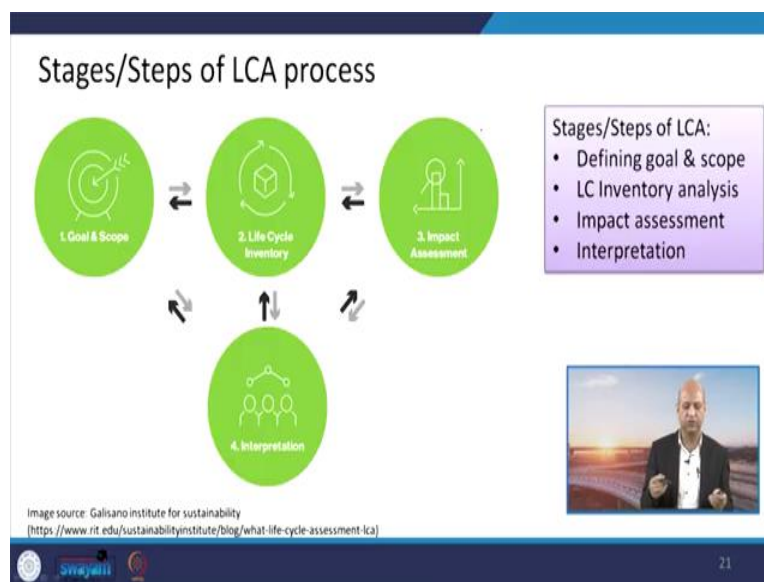 Stages/Steps of LCA process
1. Goal & Scope
2. Life Cycle
Inventory
3. Impact
Assessment
4. Interpretation
Stages/Steps of LCA:
• Defining goal & scope
• LC Inventory analysis
• Impact assessment
• Interpretation
Image source: Galisano institute for sustainability
(https://www.rit.edu/sustainabilityinstitute/blog/what-life-cycle-assessment-lca)
swayam
21